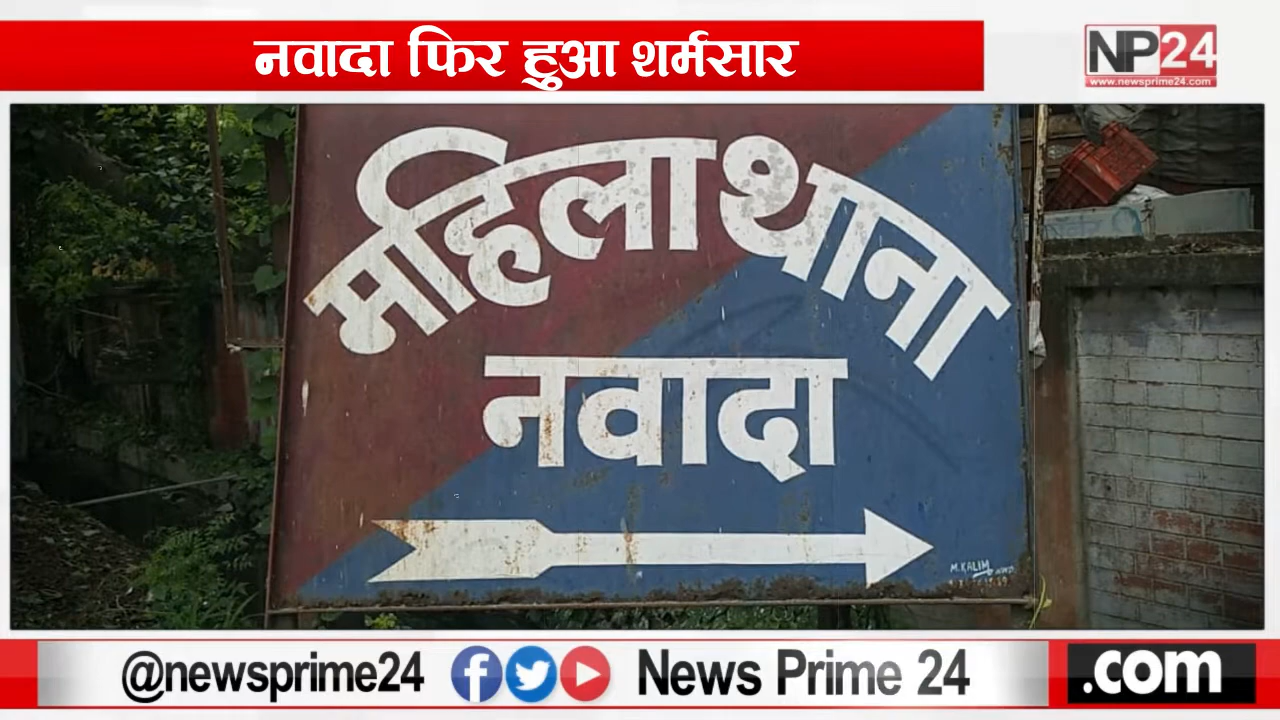 नवादा फिर हुआ शर्मसार
NP24
www.newsprime24.com
महिला थाना
नवादा
M.KALIM
@newsprime24 News Prime 24 .com